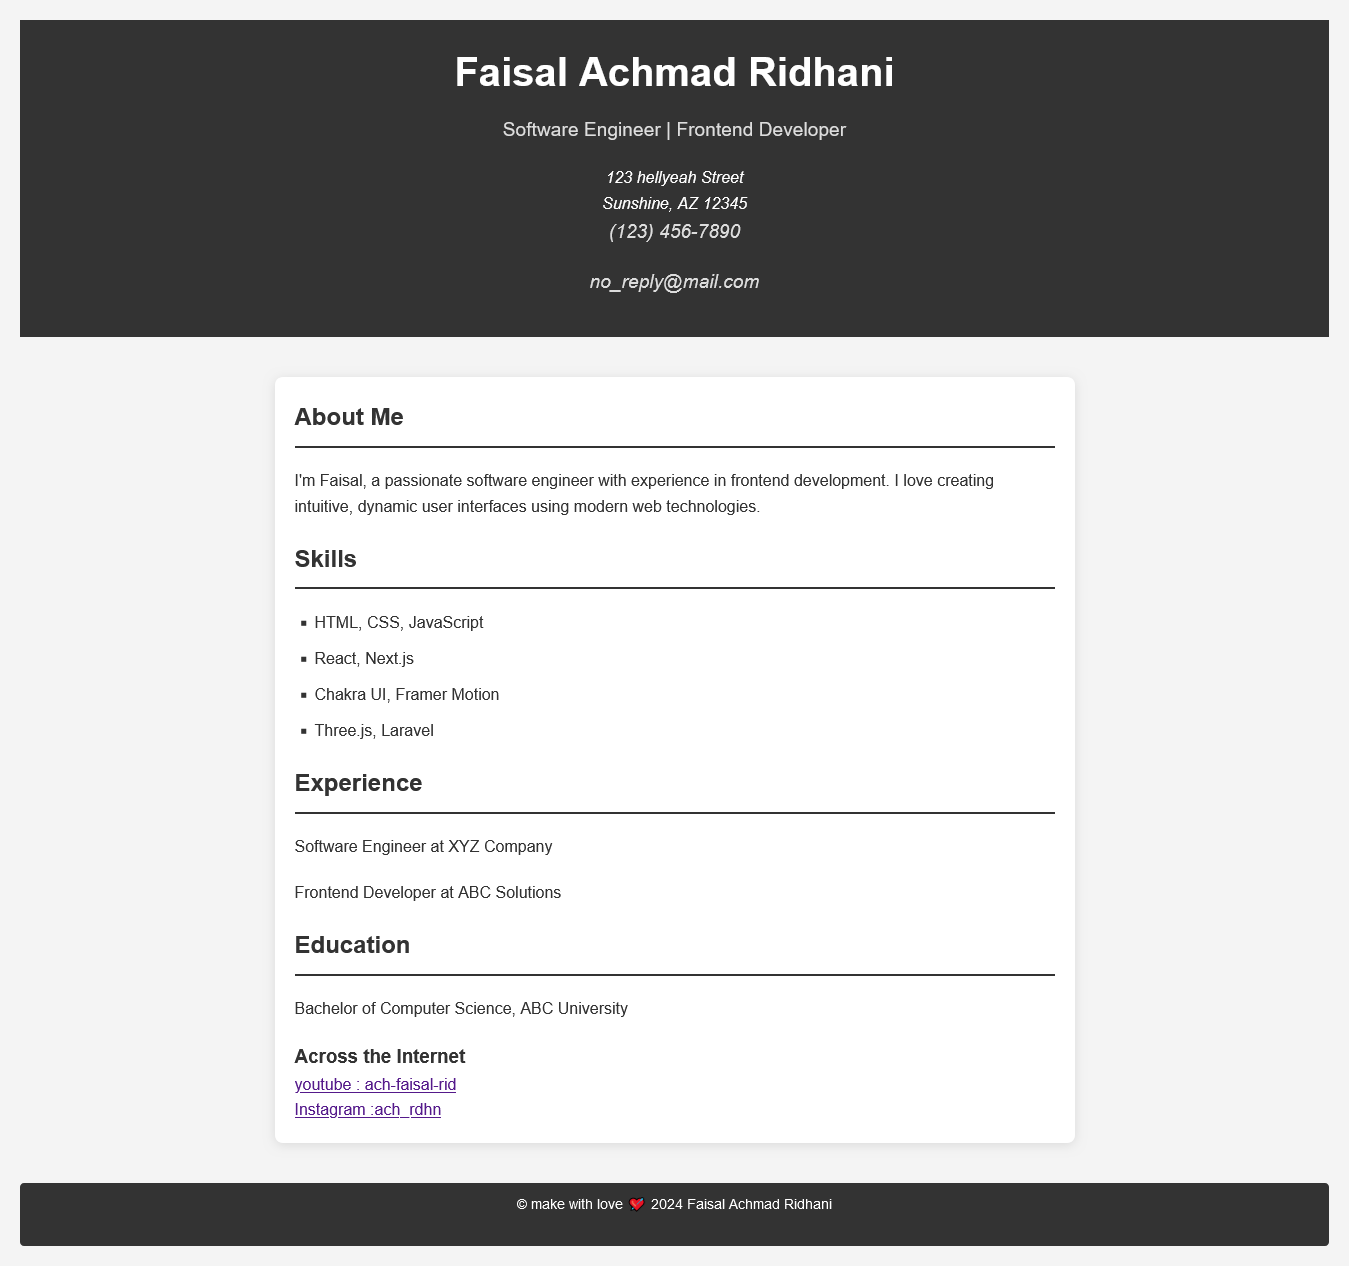 Faisal Achmad Ridhani
Software Engineer | Frontend Developer
123 hellyeah Street
Sunshine, AZ 12345
(123) 456-7890
no_reply@mail.com
About Me
I'm Faisal, a passionate software engineer with experience in frontend development. I love creating
intuitive, dynamic user interfaces using modern web technologies.
Skills
▪ HTML, CSS, JavaScript
▪ React, Next.js
▪ Chakra UI, Framer Motion
▪ Three.js, Laravel
Experience
Software Engineer at XYZ Company
Frontend Developer at ABC Solutions
Education
Bachelor of Computer Science, ABC University
Across the Internet
youtube : ach-faisal-rid
Instagram :ach_rdhn
© make with love ❤️ 2024 Faisal Achmad Ridhani